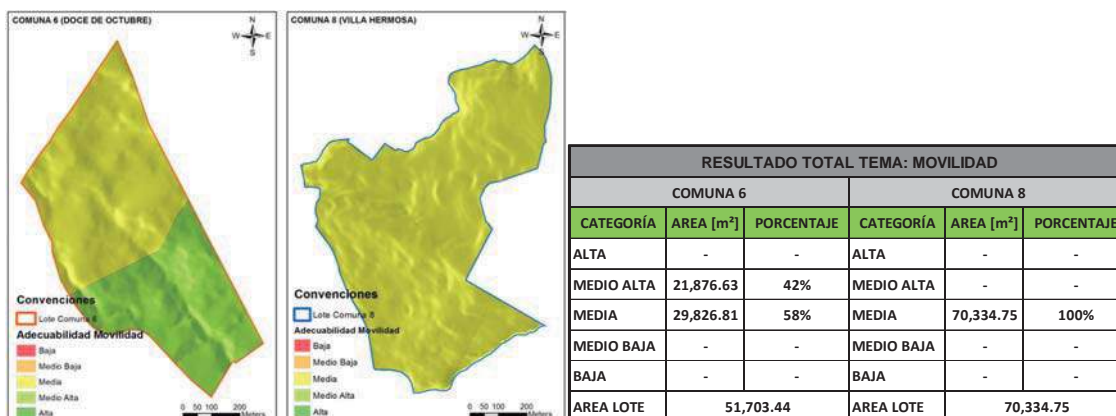 COMUNA 6 (DOCE DE OCTUBRE)
N
W E
S
Convenciones
Lote Comuna 6
Adecuabilidad Movilidad
Baja
Medio Baja
Media
Medio Alta
Alta
0 50 100 200
Meters
COMUNA 8 (VILLA HERMOSA)
N
W E
S
Convenciones
Lote Comuna 8
Adecuabilidad Movilidad
Baja
Medio Baja
Media
Medio Alta
Alta
0 50 100 200
Meters
RESULTADO TOTAL TEMA: MOVILIDAD
COMUNA 6 COMUNA 8
CATEGORÍA AREA [m²] PORCENTAJE CATEGORÍA AREA [m²] PORCENTAJE
ALTA - - ALTA - -
MEDIO ALTA 21,876.63 42% MEDIO ALTA - -
MEDIA 29,826.81 58% MEDIA 70,334.75 100%
MEDIO BAJA - - MEDIO BAJA - -
BAJA - - BAJA - -
AREA LOTE 51,703.44 AREA LOTE 70,334.75